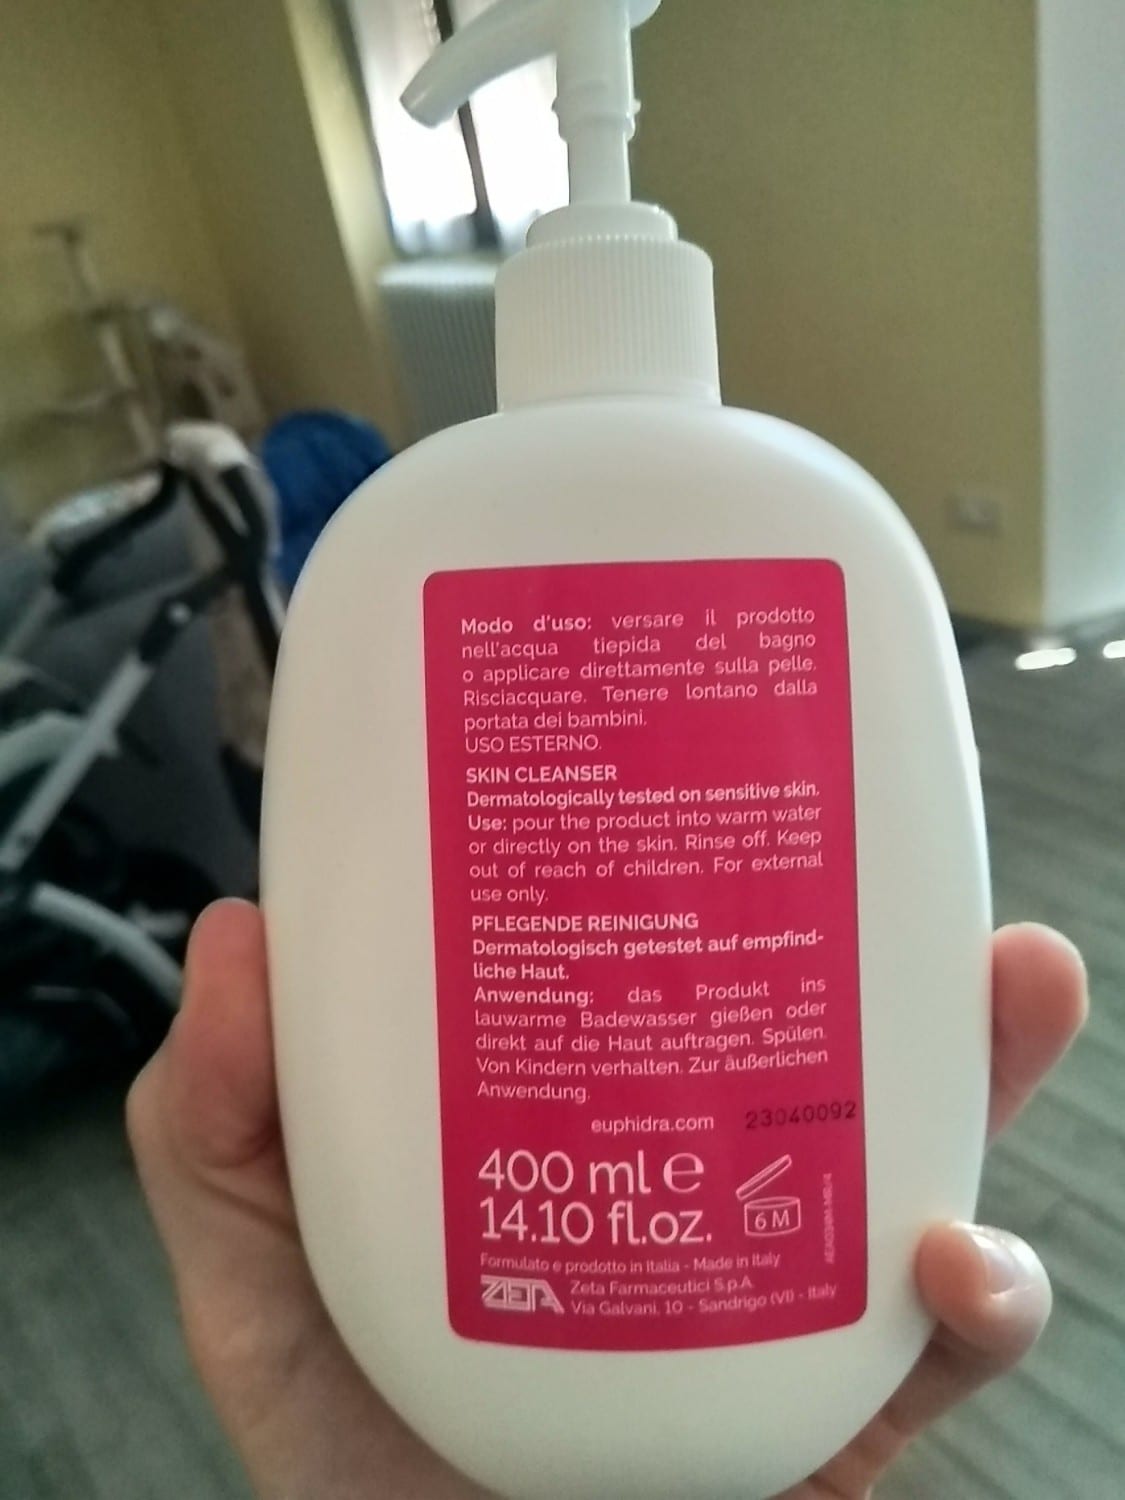 Modo d'uso: versare il prodotto
nell'acqua tiepida del bagno
o applicare direttamente sulla pelle.
Risciacquare. Tenere lontano dalla
portata dei bambini.
USO ESTERNO.
SKIN CLEANSER
Dermatologically tested on sensitive skin.
Use: pour the product into warm water
or directly on the skin. Rinse off. Keep
out of reach of children. For external
use only.
PFLEGENDE REINIGUNG
Dermatologisch getestet auf empfind-
liche Haut.
Anwendung: das Produkt ins
lauwarme Badewasser gießen oder
direkt auf die Haut auftragen. Spülen.
Von Kindern verhalten. Zur äußerlichen
Anwendung.
euphidra.com 23040092
400 ml e
14.10 fl.oz.
6 M
Formulato e prodotto in Italia - Made in Italy
ZETA Zeta Farmaceutici S.p.A.
Via Galvani, 10 - Sandrigo (VI) - Italy